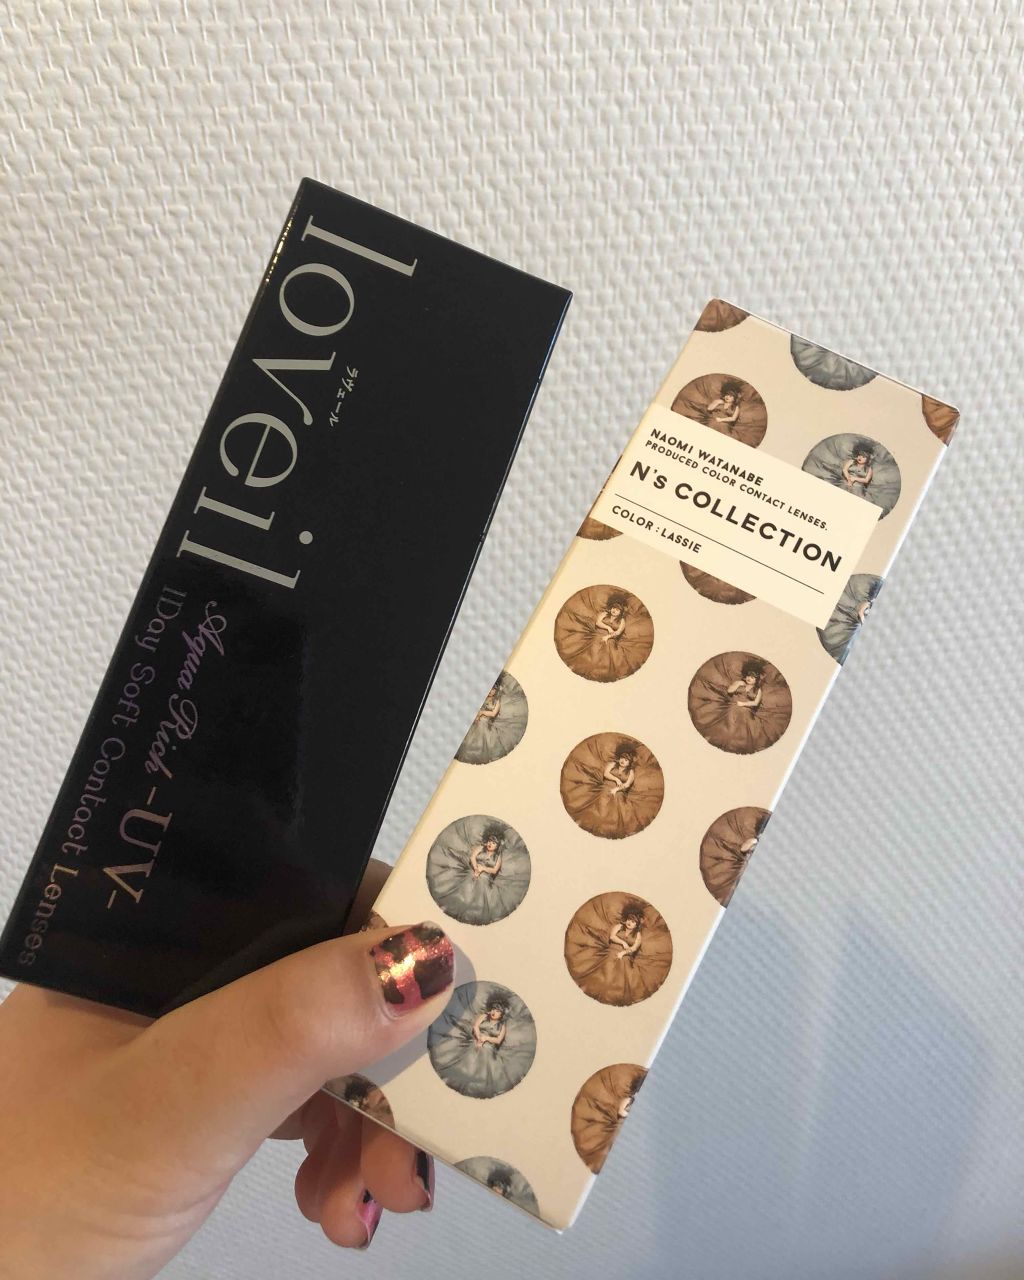 loveil
ラヴェール
Aqua Rich -UV-
1Day Soft Contact Lenses
NAOMI WATANABE
PRODUCED COLOR CONTACT LENSES.
N's COLLECTION
COLOR : LASSIE